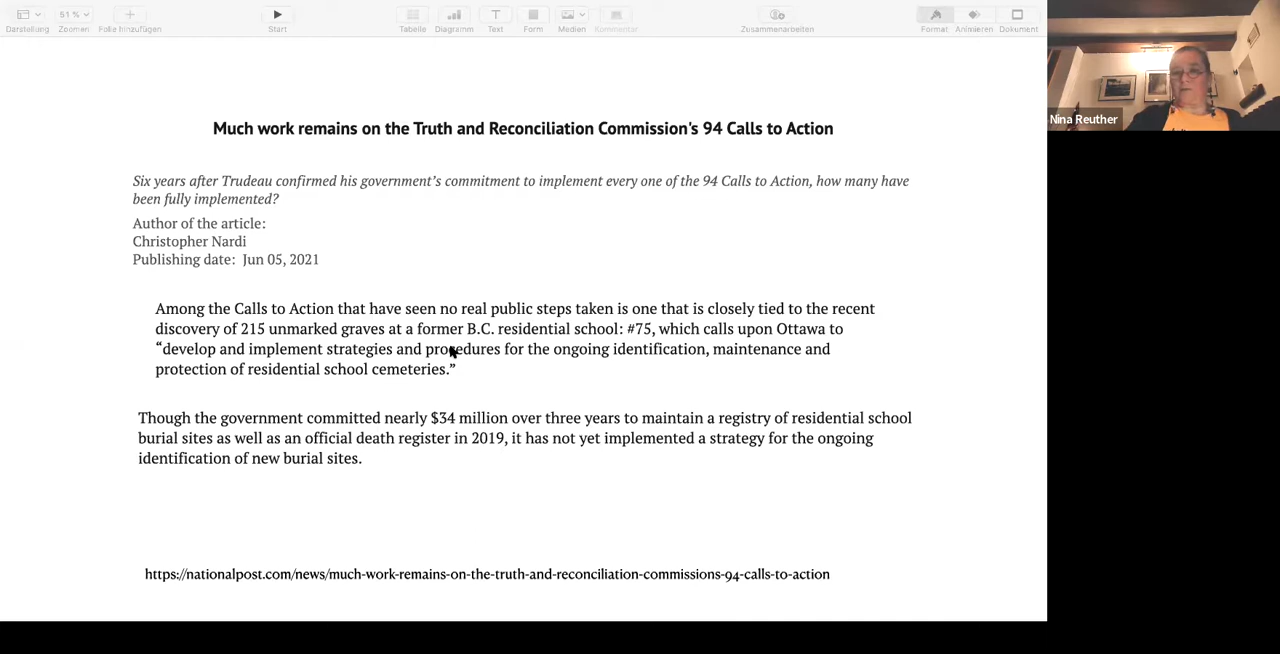 51 %
Darstellung Zoomen Folie hinzufügen Start Tabelle Diagramm Text Form Medien Kommentar Zusammenarbeiten Format Animieren Dokument
Nina Reuther
Much work remains on the Truth and Reconciliation Commission's 94 Calls to Action
Six years after Trudeau confirmed his government's commitment to implement every one of the 94 Calls to Action, how many have
been fully implemented?
Author of the article:
Christopher Nardi
Publishing date: Jun 05, 2021
Among the Calls to Action that have seen no real public steps taken is one that is closely tied to the recent
discovery of 215 unmarked graves at a former B.C. residential school: #75, which calls upon Ottawa to
“develop and implement strategies and procedures for the ongoing identification, maintenance and
protection of residential school cemeteries.”
Though the government committed nearly $34 million over three years to maintain a registry of residential school
burial sites as well as an official death register in 2019, it has not yet implemented a strategy for the ongoing
identification of new burial sites.
https://nationalpost.com/news/much-work-remains-on-the-truth-and-reconciliation-commissions-94-calls-to-action